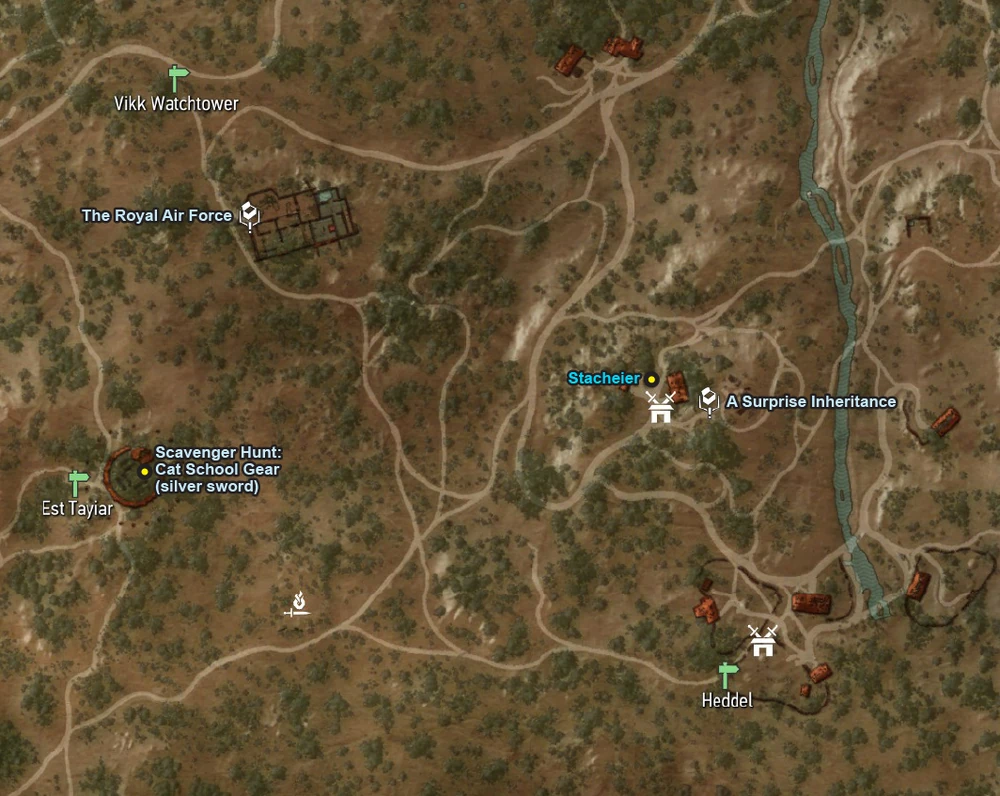 Vikk Watchtower
The Royal Air Force
Stacheier
A Surprise Inheritance
Scavenger Hunt:
Cat School Gear
(silver sword)
Est Tayiar
Heddel